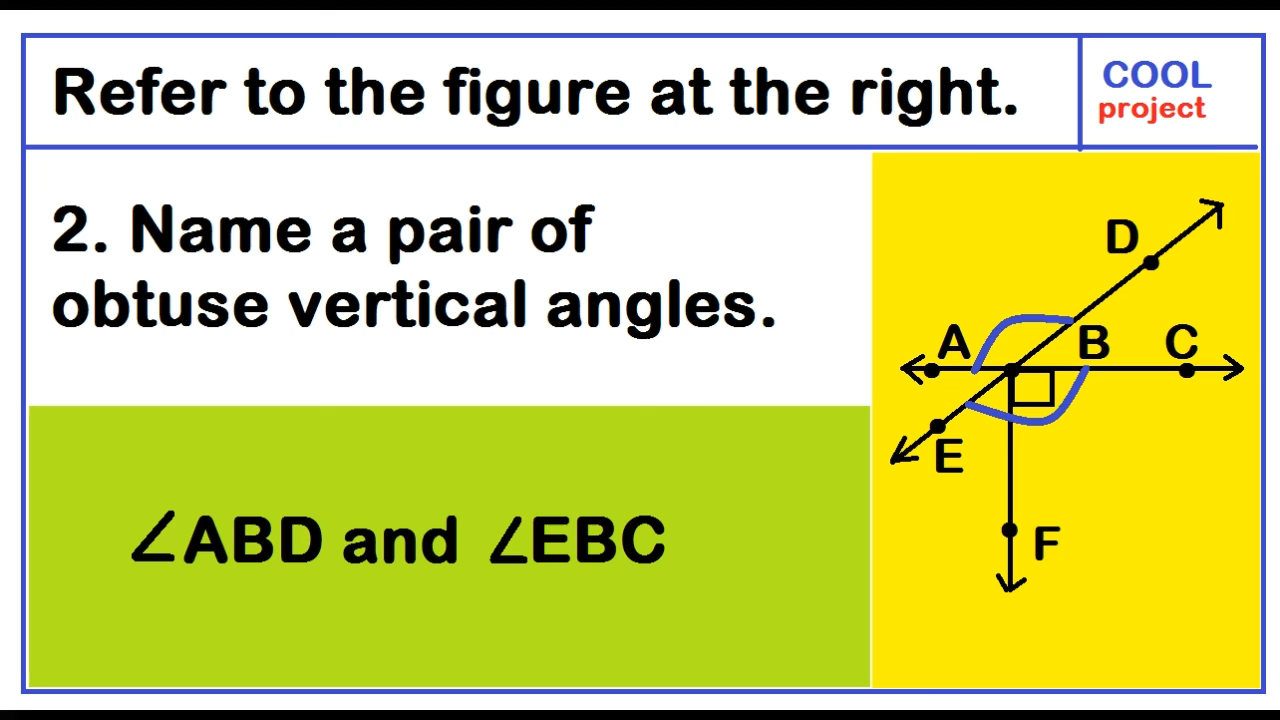 Refer to the figure at the right.
COOL
project
2. Name a pair of
obtuse vertical angles.
∠ABD and ∠EBC
D
A
B
C
E
F